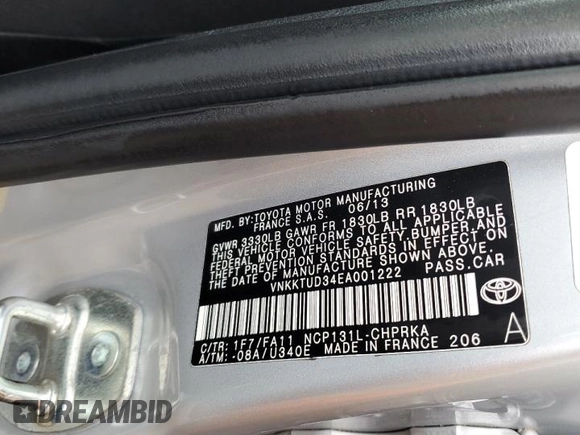 MFD. BY:TOYOTA MOTOR MANUFACTURING
FRANCE S.A.S. 06/13
GVWR 3330LB GAWR FR 1830LB RR 1830LB
THIS VEHICLE CONFORMS TO ALL APPLICABLE
FEDERAL MOTOR VEHICLE SAFETY, BUMPER, AND
THEFT PREVENTION STANDARDS IN EFFECT ON
THE DATE OF MANUFACTURE SHOWN ABOVE.
VNKKTUD34EA001222 PASS.CAR
C/TR: 1F7/FA11 NCP131L-CHPRKA
A/TM: -08A/U340E MADE IN FRANCE 206
A
DREAMBID